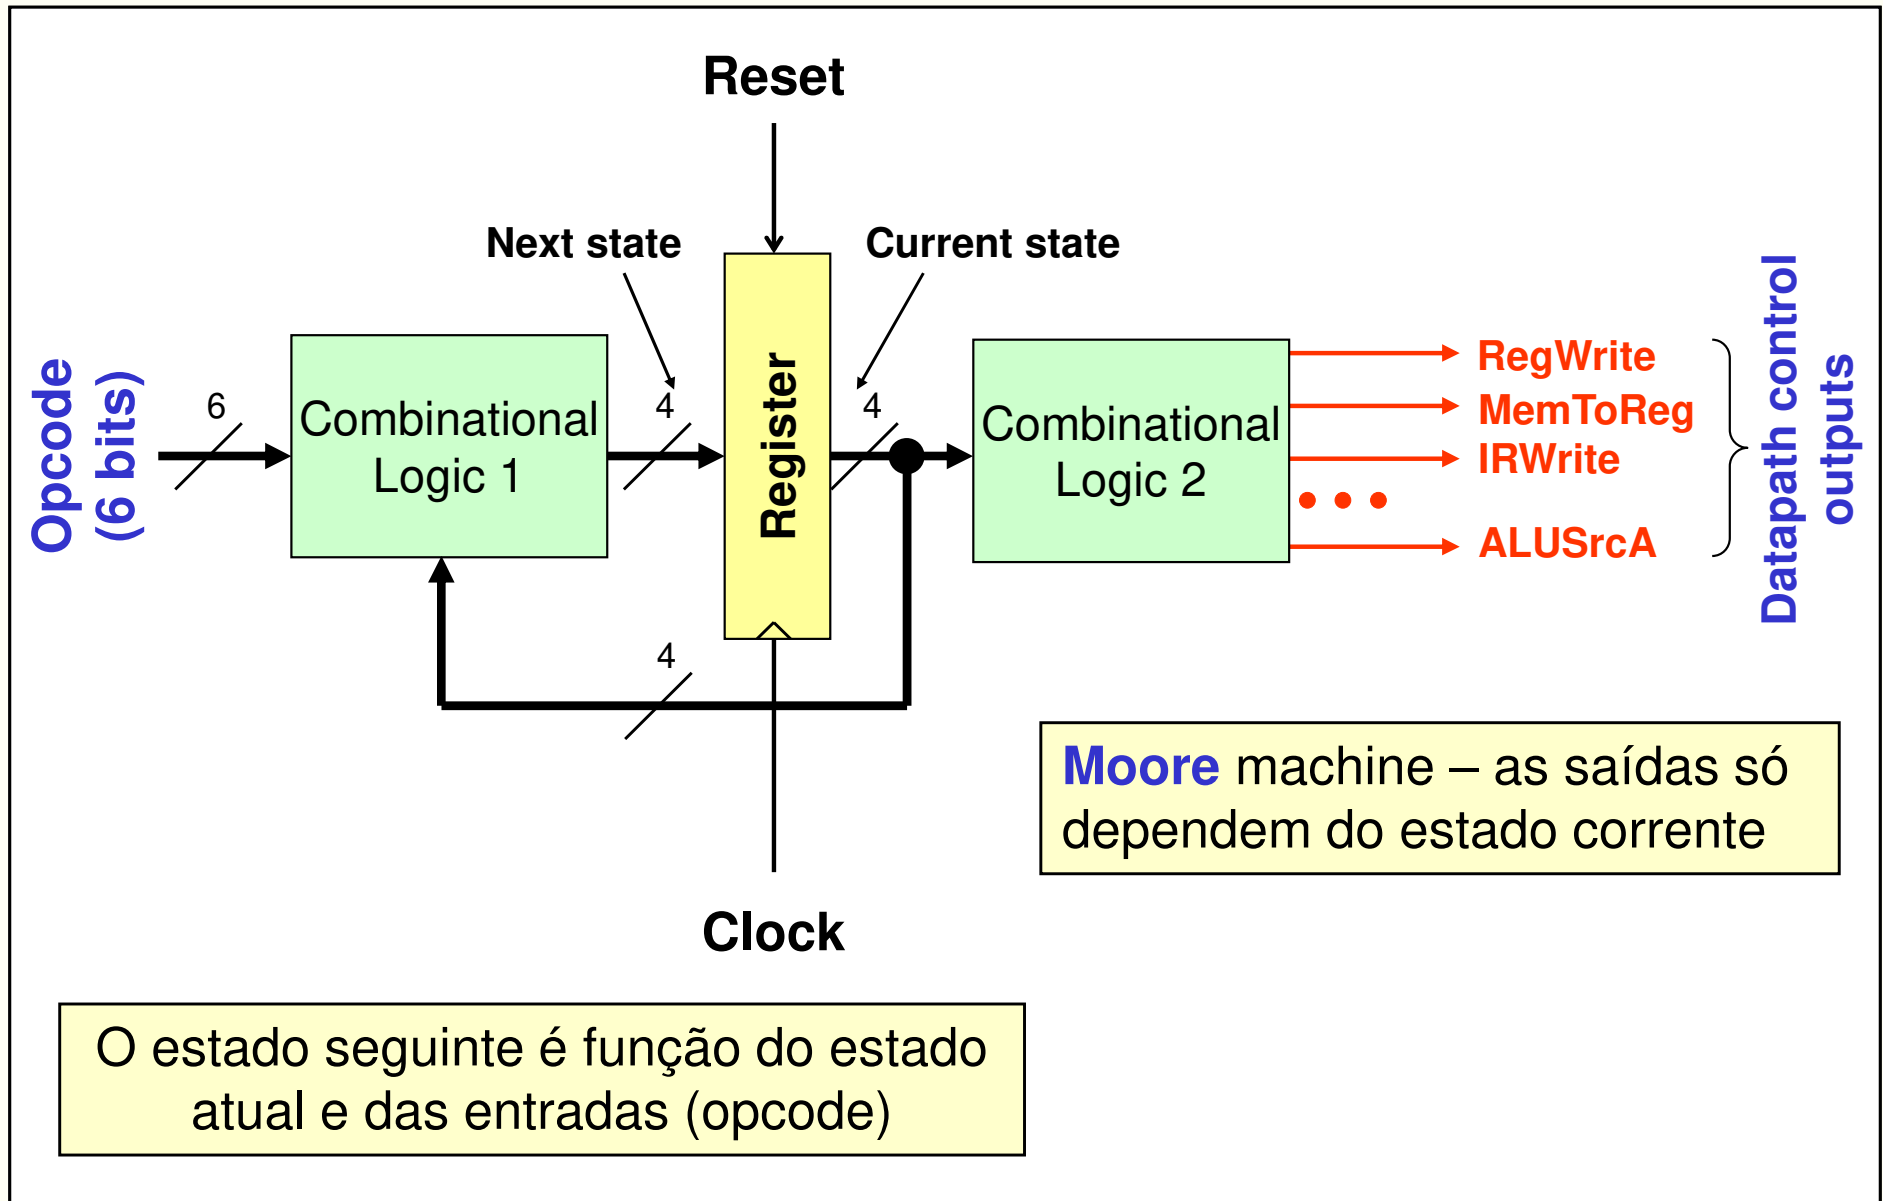 Reset
Next state
Current state
Opcode
(6 bits)
6
Combinational
Logic 1
4
Register
4
Combinational
Logic 2
RegWrite
MemToReg
IRWrite
ALUSrcA
Datapath control
outputs
4
Moore machine – as saídas só
dependem do estado corrente
Clock
O estado seguinte é função do estado
atual e das entradas (opcode)